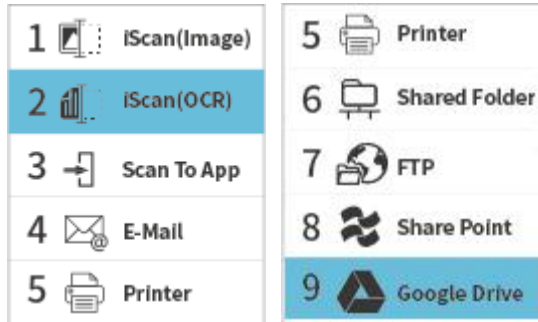 1 iScan(Image)
2 iScan(OCR)
3 Scan To App
4 E-Mail
5 Printer
5 Printer
6 Shared Folder
7 FTP
8 Share Point
9 Google Drive